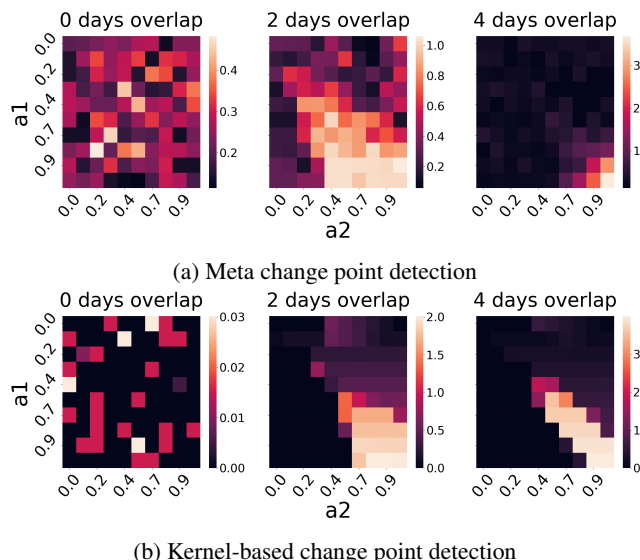 0 days overlap 2 days overlap 4 days overlap
a1
0.0 0.2 0.4 0.7 0.9
0.4 0.3 0.2
1.0 0.8 0.6 0.4 0.2
3 2 1
0.0 0.2 0.4 0.7 0.9 0.0 0.2 0.4 0.7 0.9 0.0 0.2 0.4 0.7 0.9
a2
(a) Meta change point detection
0 days overlap 2 days overlap 4 days overlap
a1
0.0 0.2 0.4 0.7 0.9
0.03 0.02 0.01 0.00
2.0 1.5 1.0 0.5 0.0
3 2 1 0
0.0 0.2 0.4 0.7 0.9 0.0 0.2 0.4 0.7 0.9 0.0 0.2 0.4 0.7 0.9
a2
(b) Kernel-based change point detection